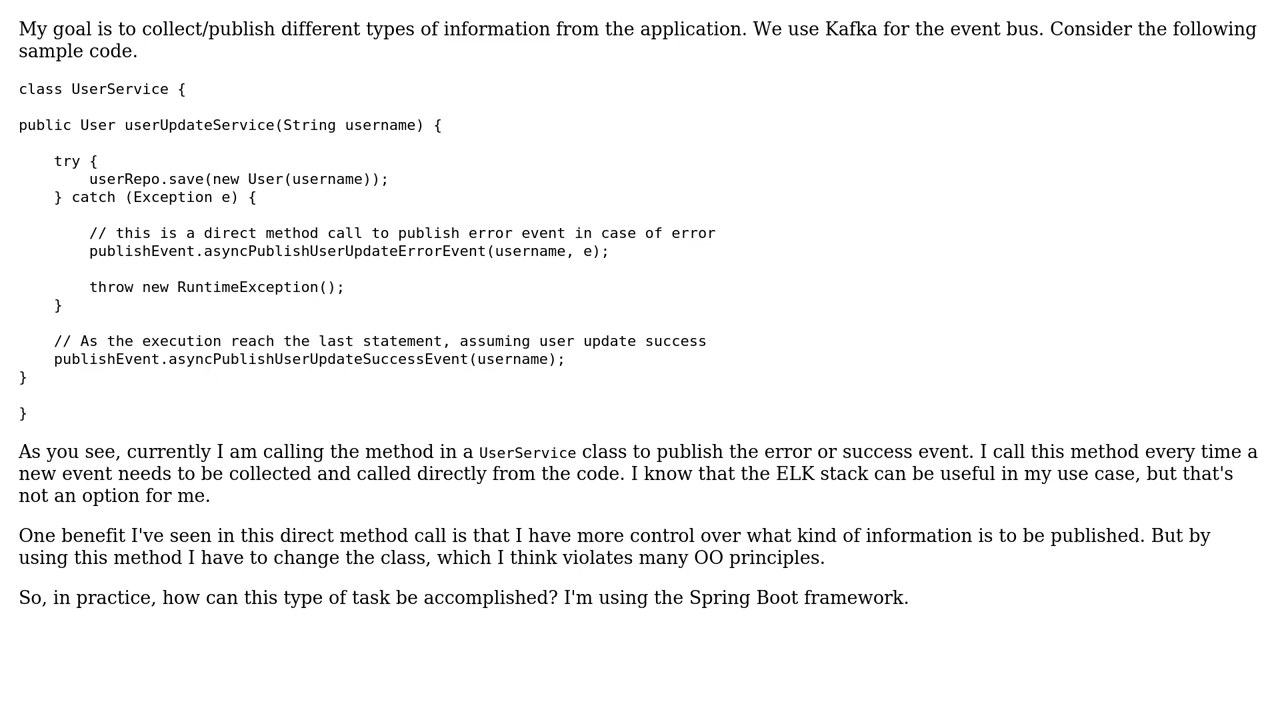 My goal is to collect/publish different types of information from the application. We use Kafka for the event bus. Consider the following
sample code.
class UserService {
public User userUpdateService(String username) {
    try {
        userRepo.save(new User(username));
    } catch (Exception e) {
        // this is a direct method call to publish error event in case of error
        publishEvent.asyncPublishUserUpdateErrorEvent(username, e);
        throw new RuntimeException();
    }
    // As the execution reach the last statement, assuming user update success
    publishEvent.asyncPublishUserUpdateSuccessEvent(username);
}
}
As you see, currently I am calling the method in a UserService class to publish the error or success event. I call this method every time a
new event needs to be collected and called directly from the code. I know that the ELK stack can be useful in my use case, but that's
not an option for me.
One benefit I've seen in this direct method call is that I have more control over what kind of information is to be published. But by
using this method I have to change the class, which I think violates many OO principles.
So, in practice, how can this type of task be accomplished? I'm using the Spring Boot framework.